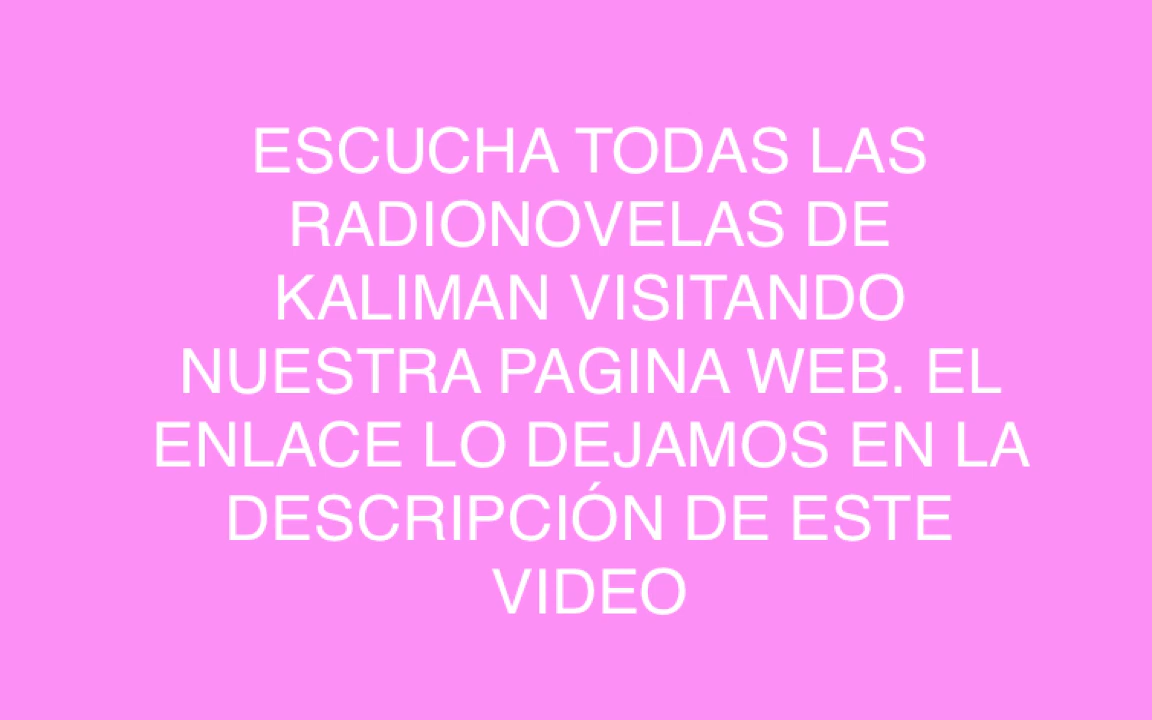 ESCUCHA TODAS LAS
RADIONOVELAS DE
KALIMAN VISITANDO
NUESTRA PAGINA WEB. EL
ENLACE LO DEJAMOS EN LA
DESCRIPCIÓN DE ESTE
VIDEO